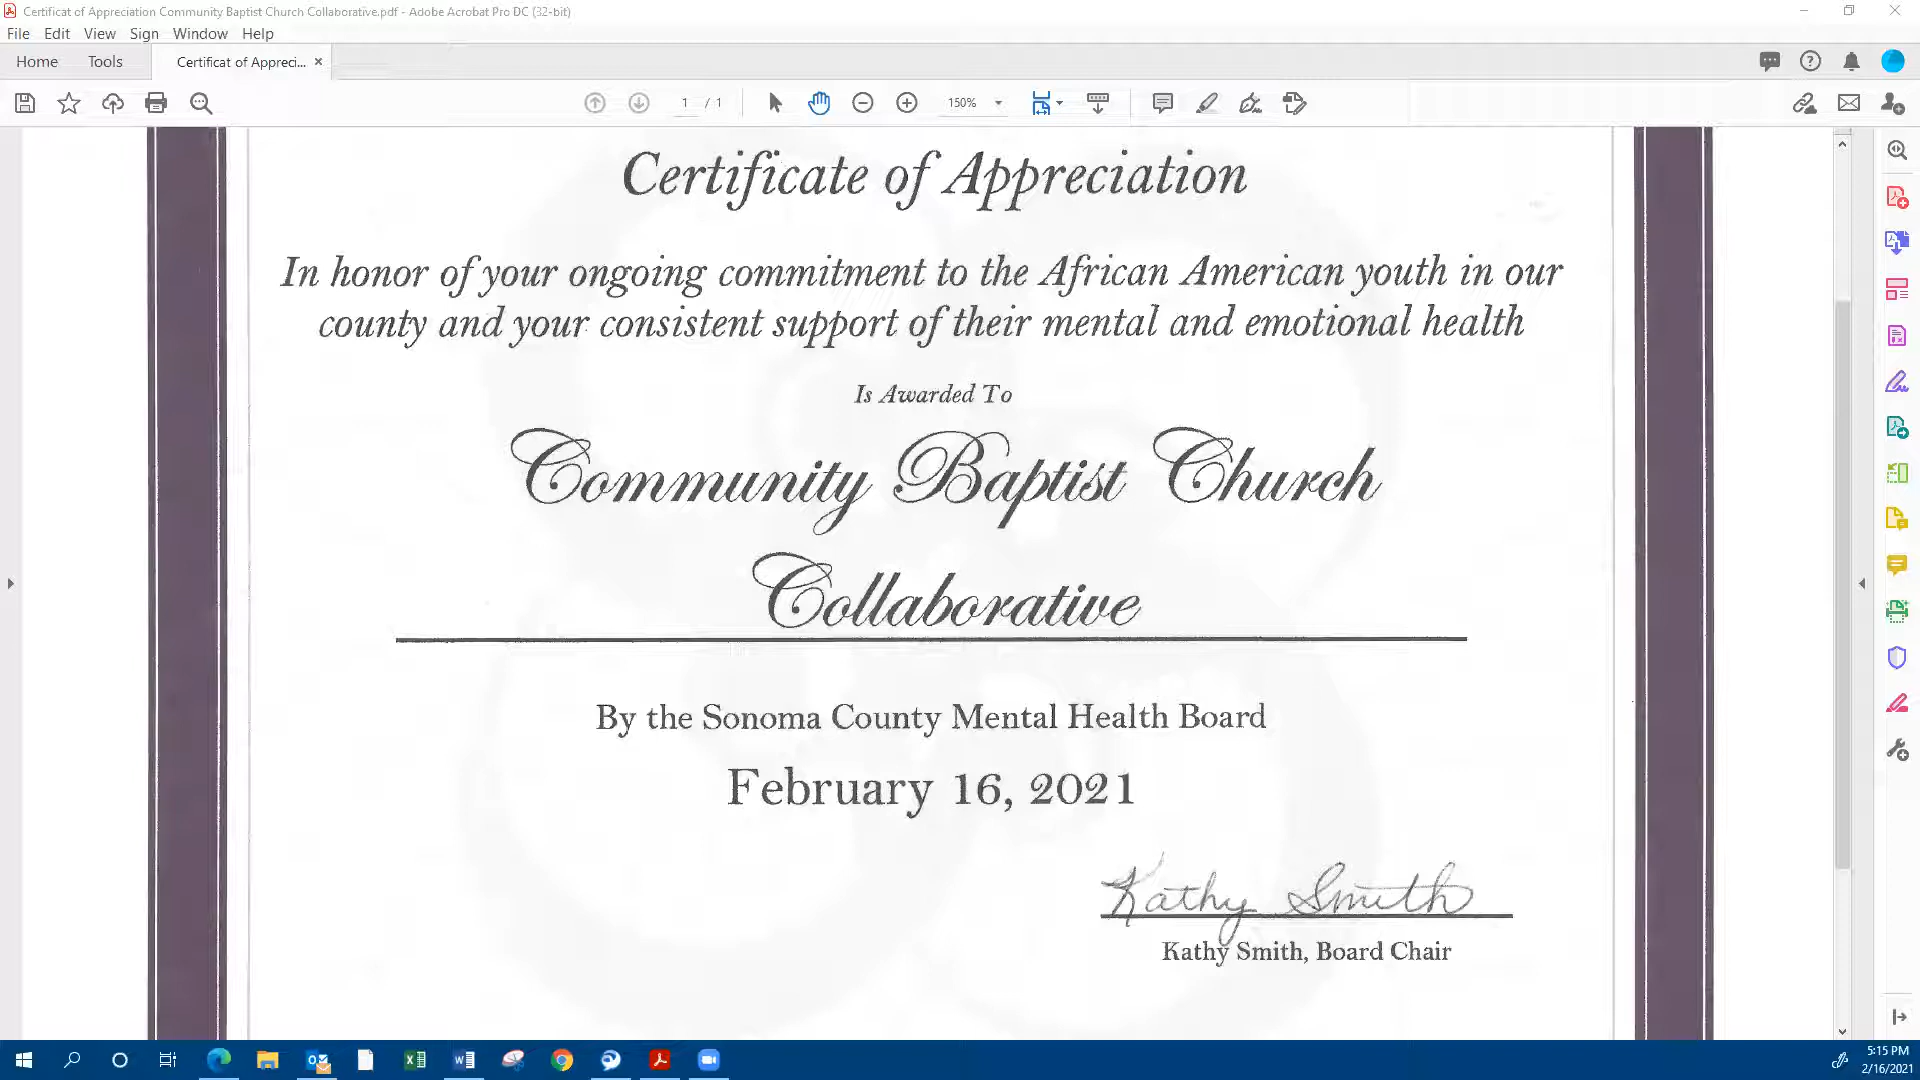 Certificat of Appreciation Community Baptist Church Collaborative.pdf - Adobe Acrobat Pro DC (32-bit)
File Edit View Sign Window Help
Home Tools Certificat of Appreci... ×
1 / 1 150%
Certificate of Appreciation
In honor of your ongoing commitment to the African American youth in our
county and your consistent support of their mental and emotional health
Is Awarded To
Community Baptist Church
Collaborative
By the Sonoma County Mental Health Board
February 16, 2021
Kathy Smith
Kathy Smith, Board Chair
5:15 PM
2/16/2021